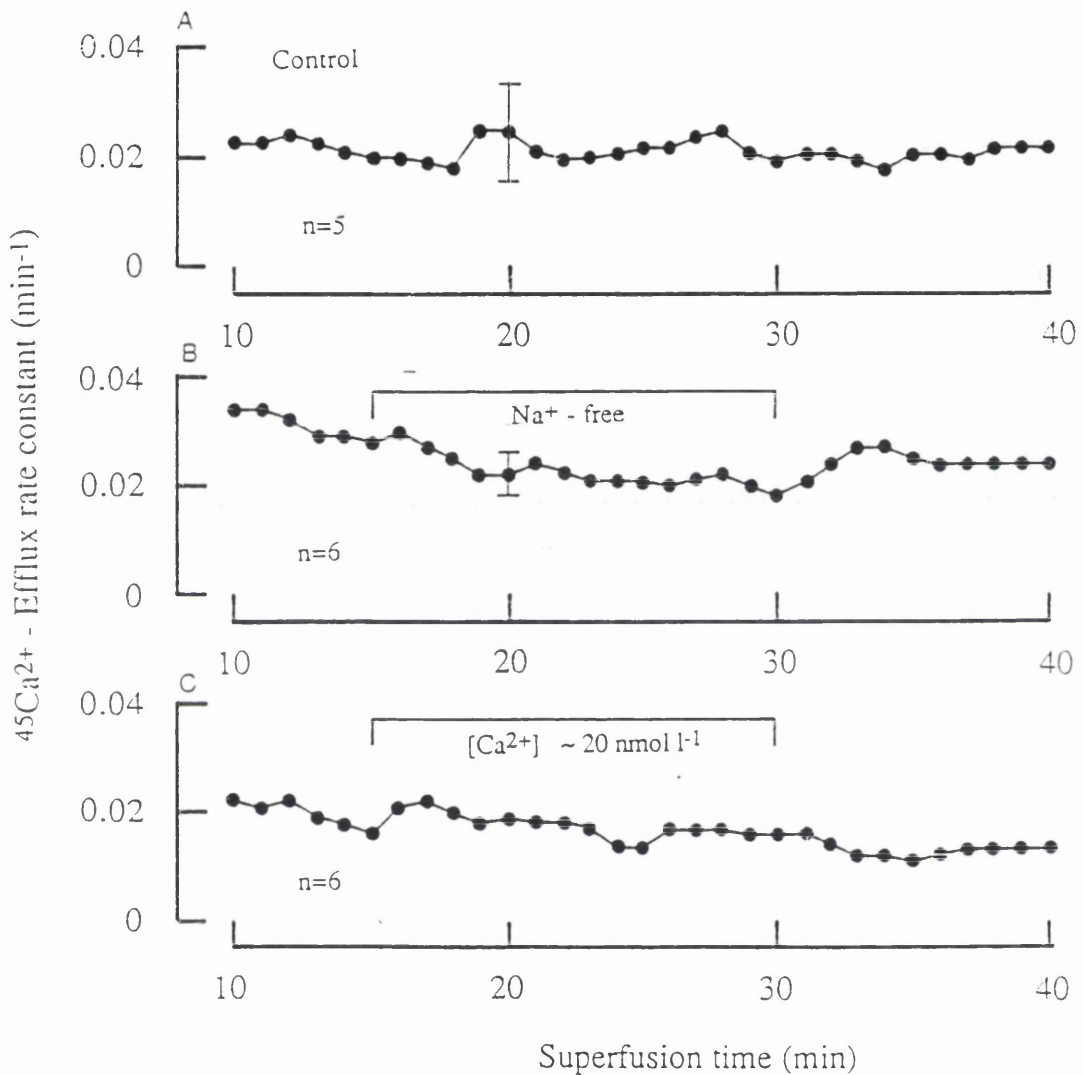 A
0.04
Control
0.02
n=5
0
10 20 30 40
B
0.04
Na⁺ - free
0.02
n=6
0
10 20 30 40
C
0.04
[Ca²⁺] ~ 20 nmol l⁻¹
0.02
n=6
0
10 20 30 40
Superfusion time (min)
⁴⁵Ca²⁺ - Efflux rate constant (min⁻¹)